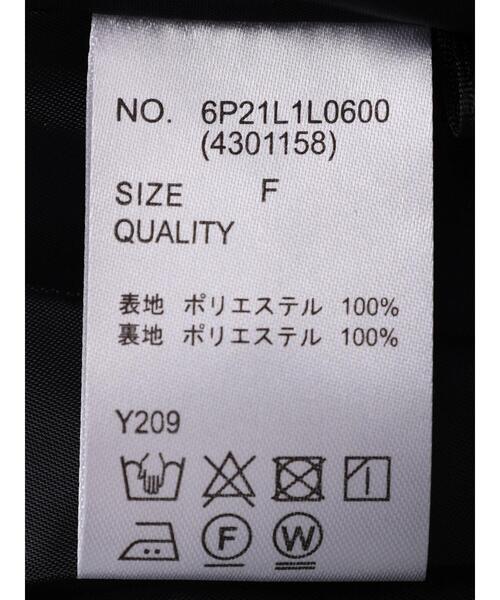 NO. 6P21L1L0600
(4301158)
SIZE F
QUALITY
表地 ポリエステル 100%
裏地 ポリエステル 100%
Y209
F W